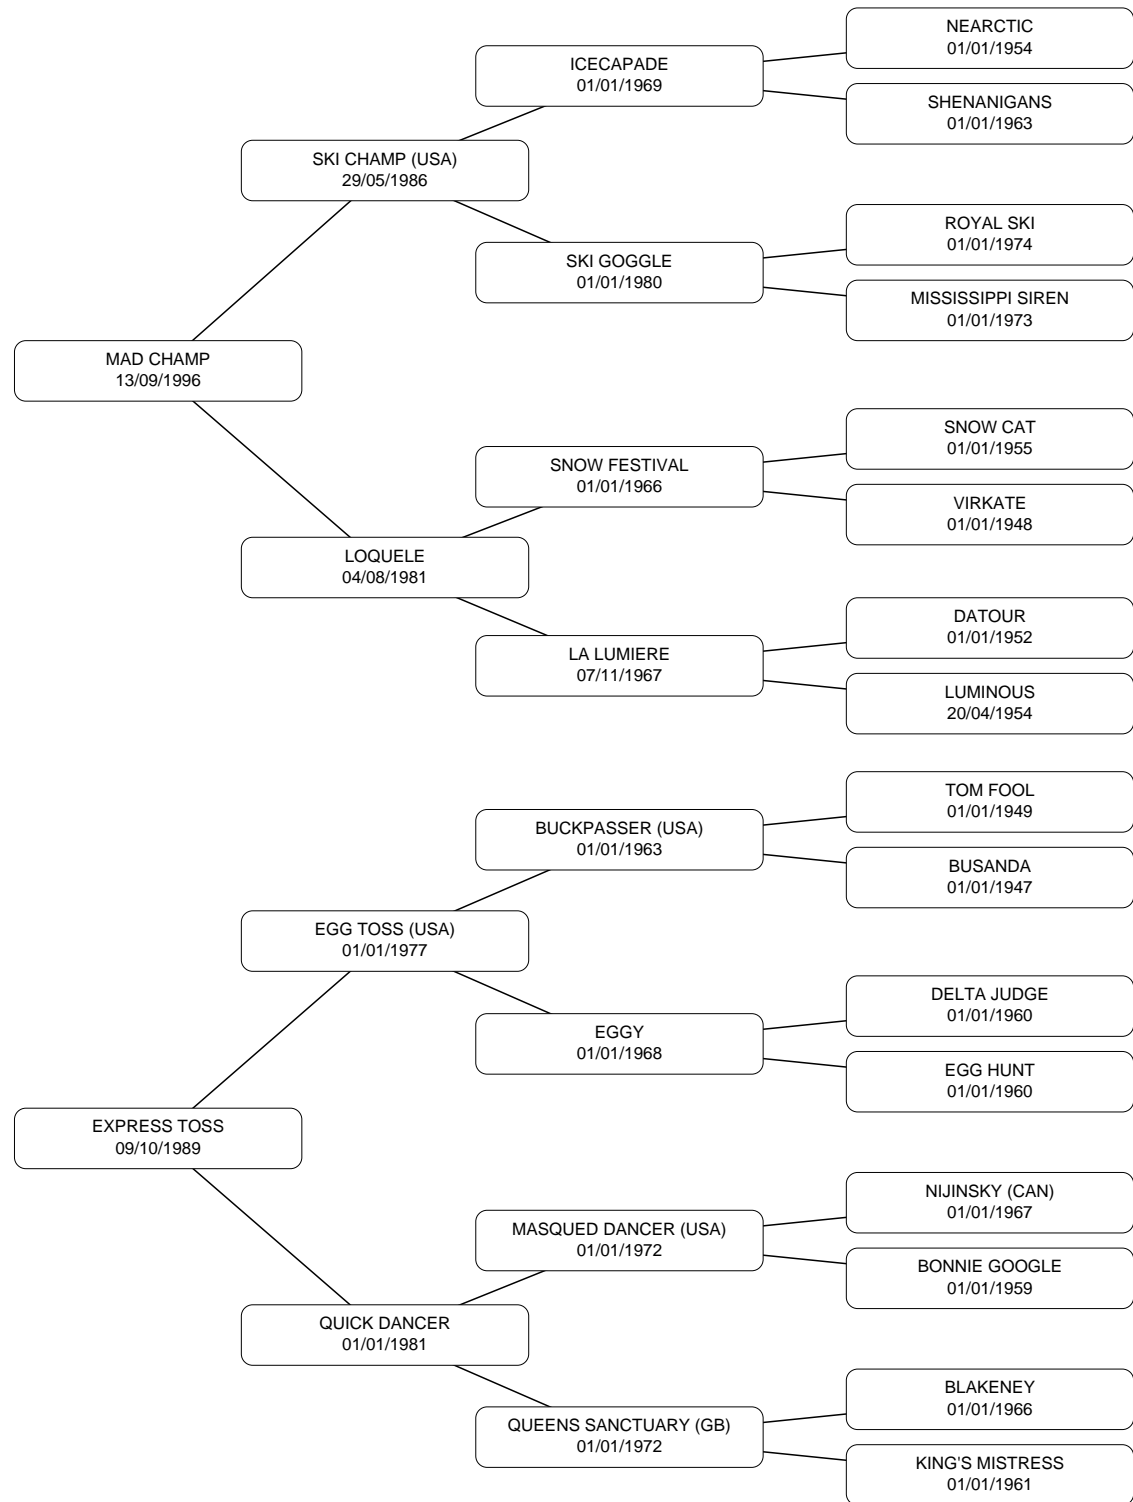 NEARCTIC
01/01/1954
ICECAPADE
01/01/1969
SHENANIGANS
01/01/1963
SKI CHAMP (USA)
29/05/1986
ROYAL SKI
01/01/1974
SKI GOGGLE
01/01/1980
MISSISSIPPI SIREN
01/01/1973
MAD CHAMP
13/09/1996
SNOW CAT
01/01/1955
SNOW FESTIVAL
01/01/1966
VIRKATE
01/01/1948
LOQUELE
04/08/1981
DATOUR
01/01/1952
LA LUMIERE
07/11/1967
LUMINOUS
20/04/1954
TOM FOOL
01/01/1949
BUCKPASSER (USA)
01/01/1963
BUSANDA
01/01/1947
EGG TOSS (USA)
01/01/1977
DELTA JUDGE
01/01/1960
EGGY
01/01/1968
EGG HUNT
01/01/1960
EXPRESS TOSS
09/10/1989
NIJINSKY (CAN)
01/01/1967
MASQUED DANCER (USA)
01/01/1972
BONNIE GOOGLE
01/01/1959
QUICK DANCER
01/01/1981
BLAKENEY
01/01/1966
QUEENS SANCTUARY (GB)
01/01/1972
KING'S MISTRESS
01/01/1961